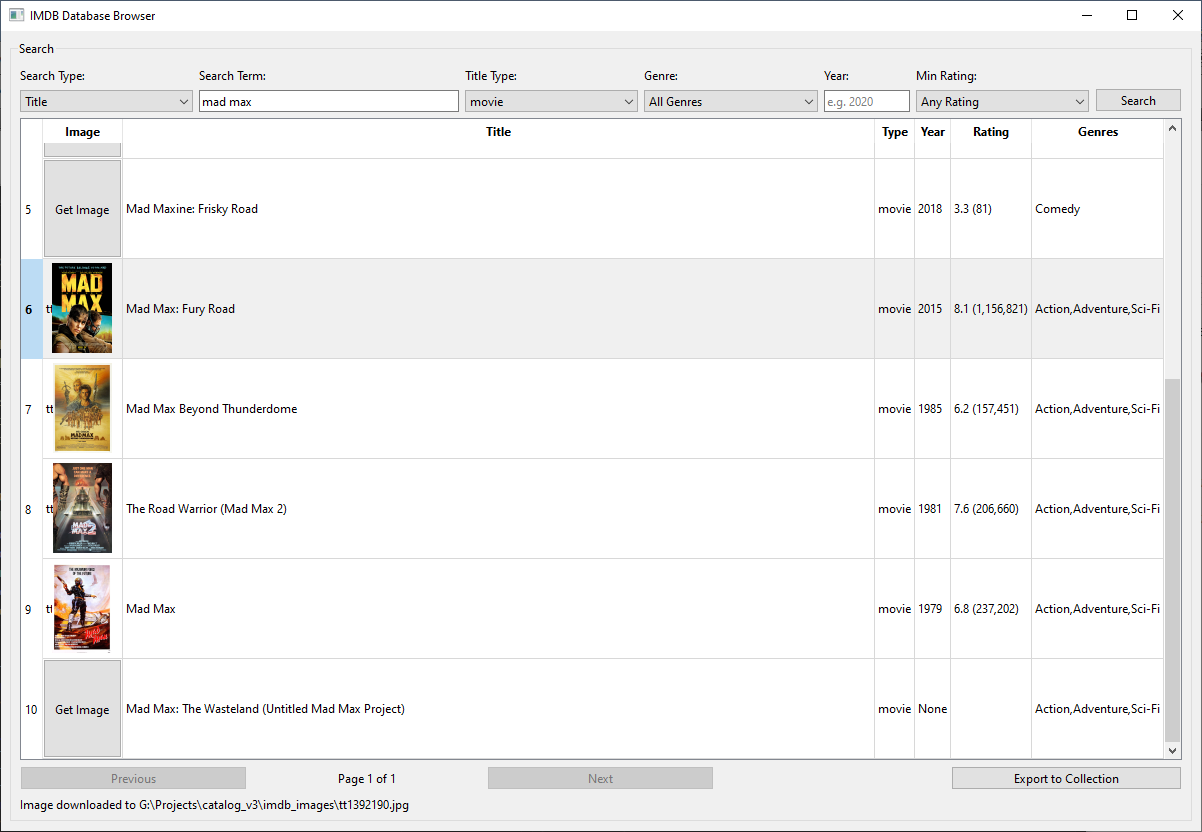 IMDB Database Browser
Search
Search Type: Search Term: Title Type: Genre: Year: Min Rating:
Title mad max movie All Genres e.g. 2020 Any Rating Search
Image Title Type Year Rating Genres
5 Get Image Mad Maxine: Frisky Road movie 2018 3.3 (81) Comedy
MAD
MAX
6 tt Mad Max: Fury Road movie 2015 8.1 (1,156,821) Action,Adventure,Sci-Fi
7 tt Mad Max Beyond Thunderdome movie 1985 6.2 (157,451) Action,Adventure,Sci-Fi
MADMAX
8 tt The Road Warrior (Mad Max 2) movie 1981 7.6 (206,660) Action,Adventure,Sci-Fi
MAD
MAX 2
9 tt Mad Max movie 1979 6.8 (237,202) Action,Adventure,Sci-Fi
Mad
Max
10 Get Image Mad Max: The Wasteland (Untitled Mad Max Project) movie None Action,Adventure,Sci-Fi
Previous Page 1 of 1 Next Export to Collection
Image downloaded to G:\Projects\catalog_v3\imdb_images\tt1392190.jpg